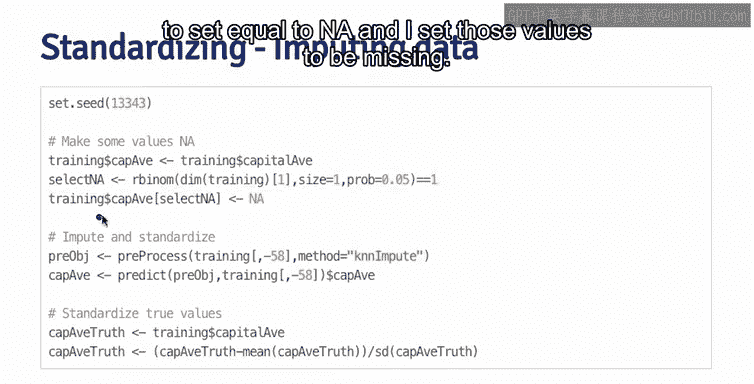 to set equal to NA and I set those values
to be missing.
Standardizing - Imputing data
set.seed(13343)
# Make some values NA
training$capAve <- training$capitalAve
selectNA <- rbinom(dim(training)[1],size=1,prob=0.05)==1
training$capAve[selectNA] <- NA
# Impute and standardize
preObj <- preProcess(training[,-58],method="knnImpute")
capAve <- predict(preObj,training[,-58])$capAve
# Standardize true values
capAveTruth <- training$capitalAve
capAveTruth <- (capAveTruth-mean(capAveTruth))/sd(capAveTruth)